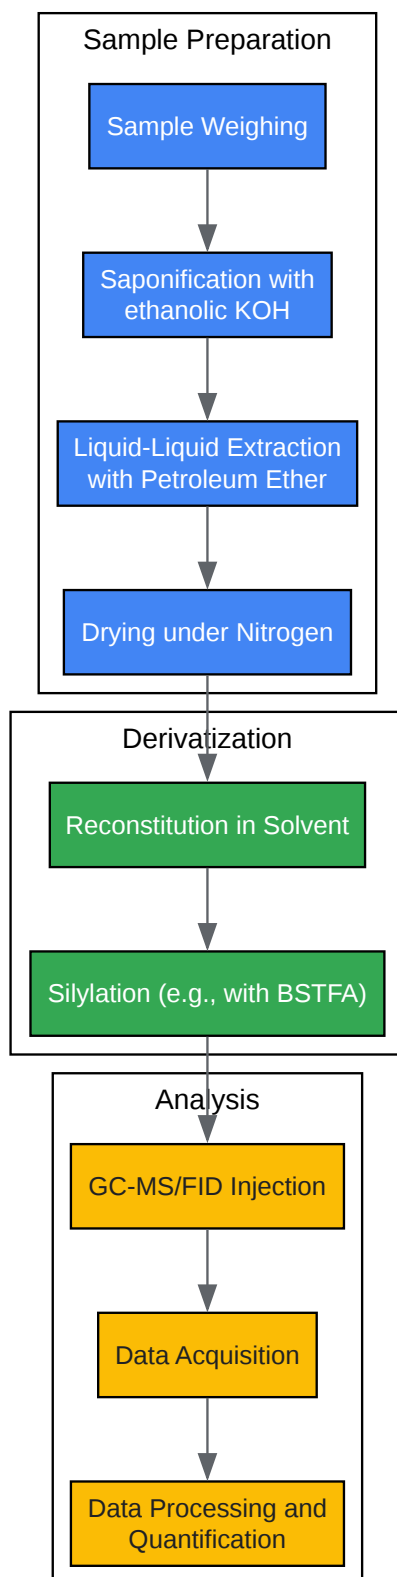 Sample Preparation
Sample Weighing
Saponification with
ethanolic KOH
Liquid-Liquid Extraction
with Petroleum Ether
Drying under Nitrogen
Derivatization
Reconstitution in Solvent
Silylation (e.g., with BSTFA)
Analysis
GC-MS/FID Injection
Data Acquisition
Data Processing and
Quantification